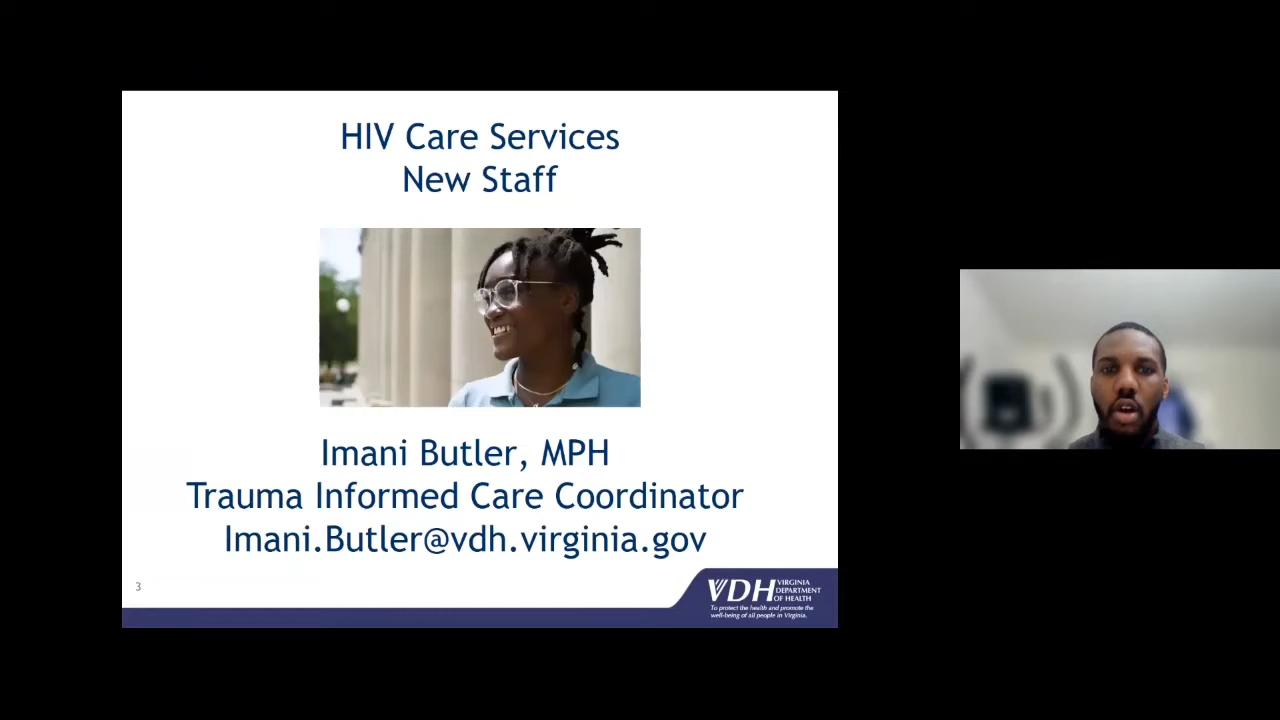 HIV Care Services
New Staff
Imani Butler, MPH
Trauma Informed Care Coordinator
Imani.Butler@vdh.virginia.gov
3
VDH VIRGINIA
DEPARTMENT
OF HEALTH
To protect the health and promote the
well-being of all people in Virginia.